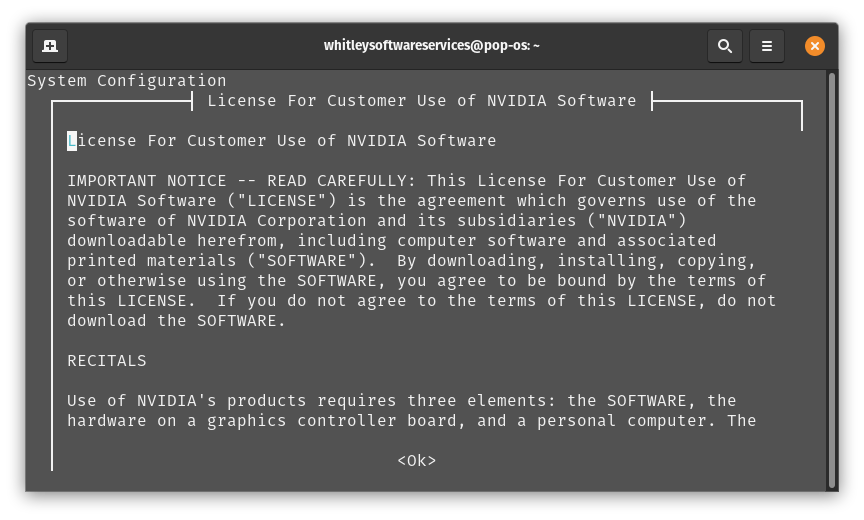 whitleysoftwareservices@pop-os: ~
System Configuration
License For Customer Use of NVIDIA Software
License For Customer Use of NVIDIA Software
IMPORTANT NOTICE -- READ CAREFULLY: This License For Customer Use of
NVIDIA Software ("LICENSE") is the agreement which governs use of the
software of NVIDIA Corporation and its subsidiaries ("NVIDIA")
downloadable herefrom, including computer software and associated
printed materials ("SOFTWARE").  By downloading, installing, copying,
or otherwise using the SOFTWARE, you agree to be bound by the terms of
this LICENSE.  If you do not agree to the terms of this LICENSE, do not
download the SOFTWARE.
RECITALS
Use of NVIDIA's products requires three elements: the SOFTWARE, the
hardware on a graphics controller board, and a personal computer. The
<Ok>